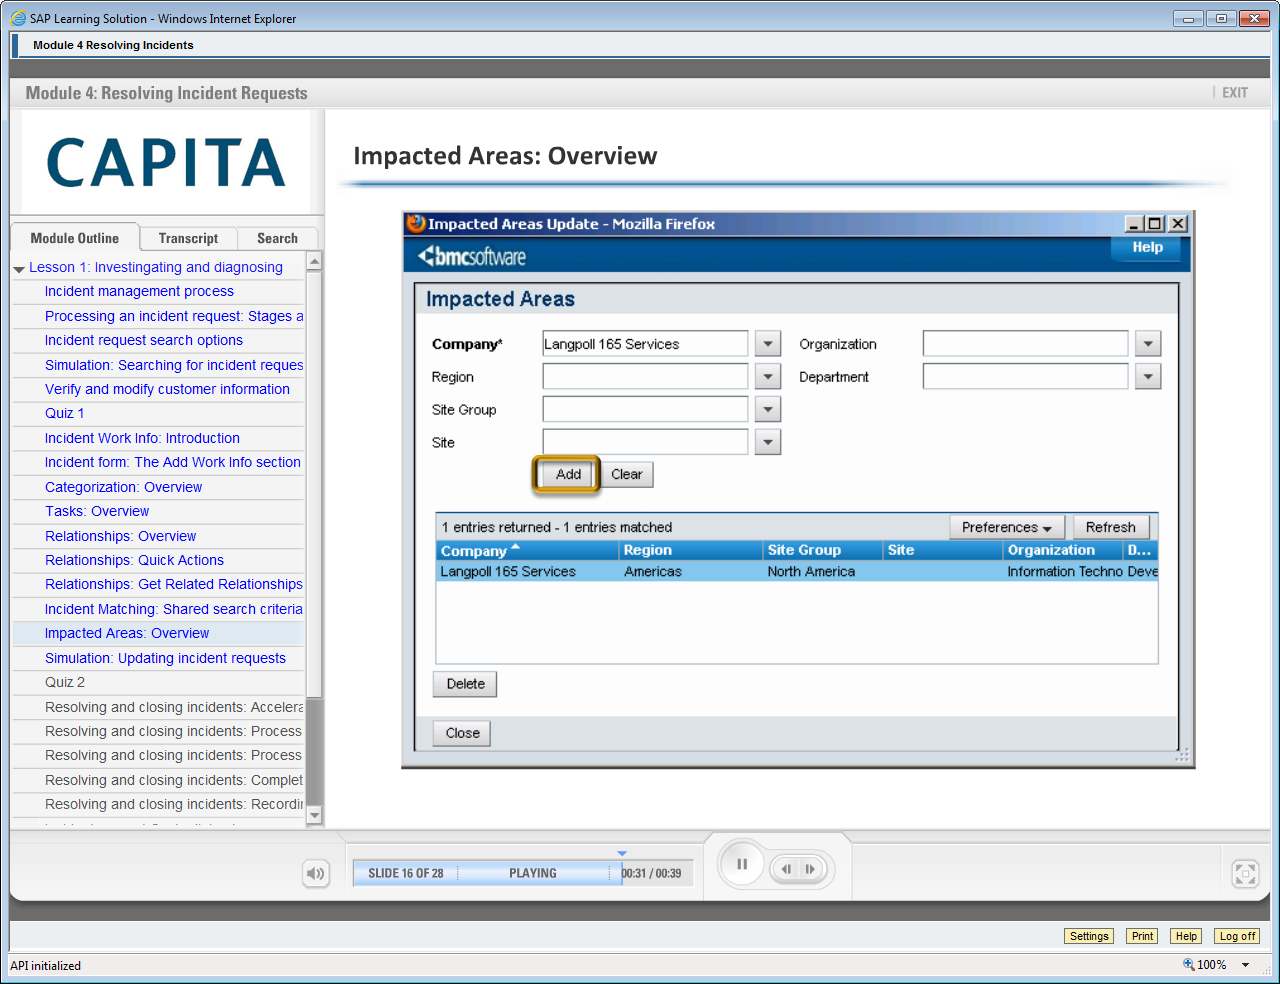 SAP Learning Solution - Windows Internet Explorer
Module 4 Resolving Incidents
Module 4: Resolving Incident Requests
EXIT
CAPITA
Module Outline
Transcript
Search
Lesson 1: Investingating and diagnosing
Incident management process
Processing an incident request: Stages a
Incident request search options
Simulation: Searching for incident reques
Verify and modify customer information
Quiz 1
Incident Work Info: Introduction
Incident form: The Add Work Info section
Categorization: Overview
Tasks: Overview
Relationships: Overview
Relationships: Quick Actions
Relationships: Get Related Relationships
Incident Matching: Shared search criteria
Impacted Areas: Overview
Simulation: Updating incident requests
Quiz 2
Resolving and closing incidents: Accelera
Resolving and closing incidents: Process
Resolving and closing incidents: Process
Resolving and closing incidents: Complet
Resolving and closing incidents: Recordin
Impacted Areas: Overview
Impacted Areas Update - Mozilla Firefox
bmcsoftware
Help
Impacted Areas
Company* Langpoll 165 Services Organization
Region Department
Site Group
Site
Add Clear
1 entries returned - 1 entries matched Preferences Refresh
Company Region Site Group Site Organization D...
Langpoll 165 Services Americas North America Information Techno Deve
Delete
Close
SLIDE 16 OF 28 PLAYING 00:31 / 00:39
Settings Print Help Log off
API initialized 100%